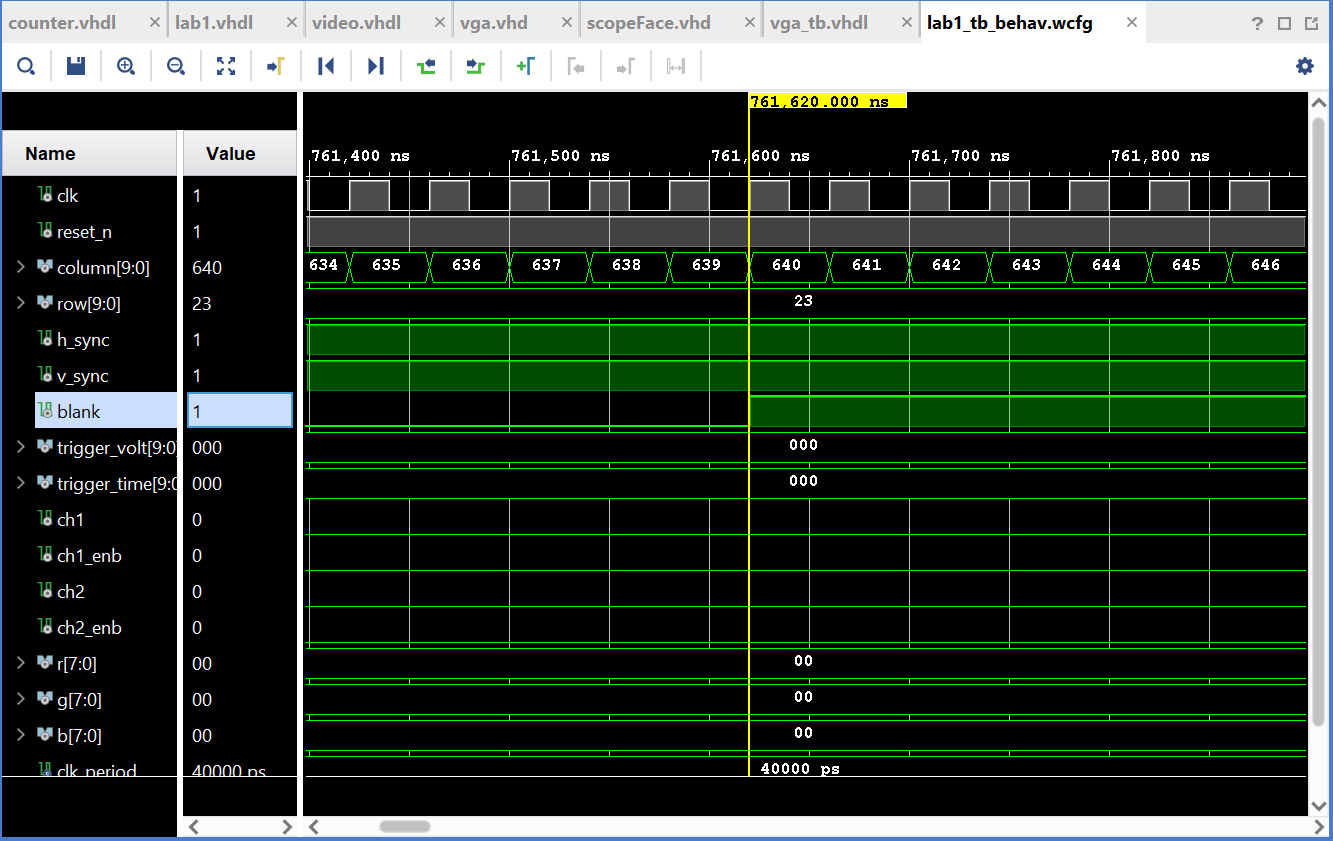 counter.vhdl × lab1.vhdl × video.vhdl × vga.vhd × scopeFace.vhd × vga_tb.vhdl × lab1_tb_behav.wcfg × ?
761,620.000 ns
Name Value 761,400 ns 761,500 ns 761,600 ns 761,700 ns 761,800 ns
clk 1
reset_n 1
column[9:0] 640 634 635 636 637 638 639 640 641 642 643 644 645 646
row[9:0] 23 23
h_sync 1
v_sync 1
blank 1
trigger_volt[9:0] 000 000
trigger_time[9:0 000 000
ch1 0
ch1_enb 0
ch2 0
ch2_enb 0
r[7:0] 00 00
g[7:0] 00 00
b[7:0] 00 00
clk_period 40000 ps 40000 ps